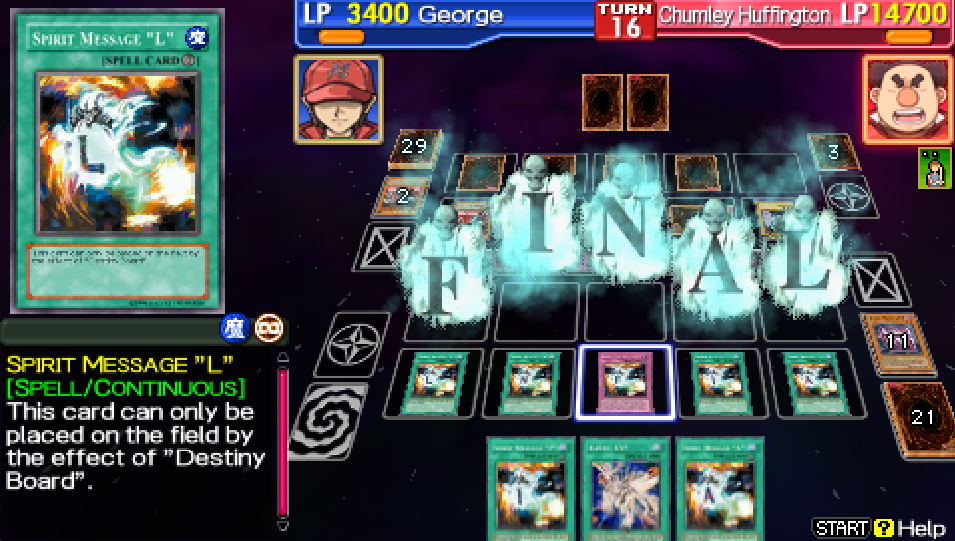 SPIRIT MESSAGE "L" 魔
[SPELL CARD]
L
魔
SPIRIT MESSAGE "L"
[SPELL/CONTINUOUS]
This card can only be
placed on the field by
the effect of "Destiny
Board".
LP 3400 George
TURN
16
Chumley Huffington LP14700
29
2
3
F I N A L
11
21
I
A
START ? Help